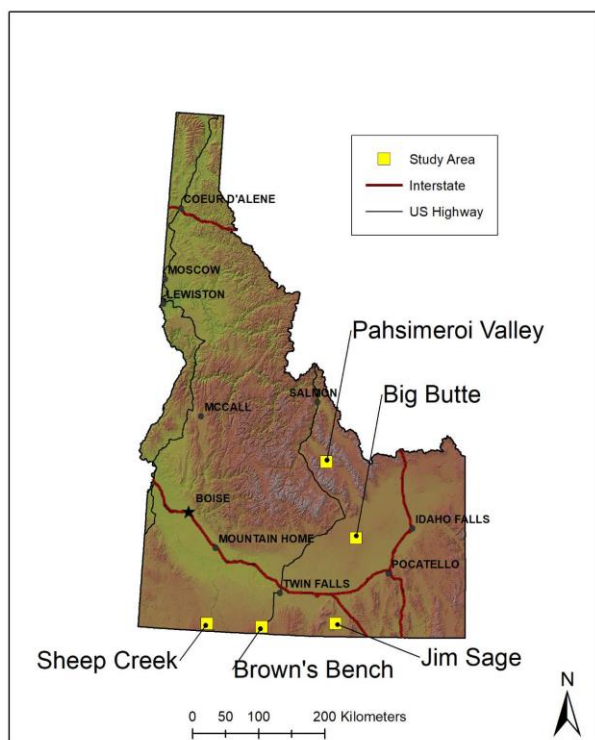 Study Area
Interstate
US Highway
COEUR D'ALENE
MOSCOW
LEWISTON
Pahsimeroi Valley
SALMON
Big Butte
MCCALL
BOISE
IDAHO FALLS
MOUNTAIN HOME
POCATELLO
TWIN FALLS
Sheep Creek
Brown's Bench
Jim Sage
N
0 50 100 200 Kilometers